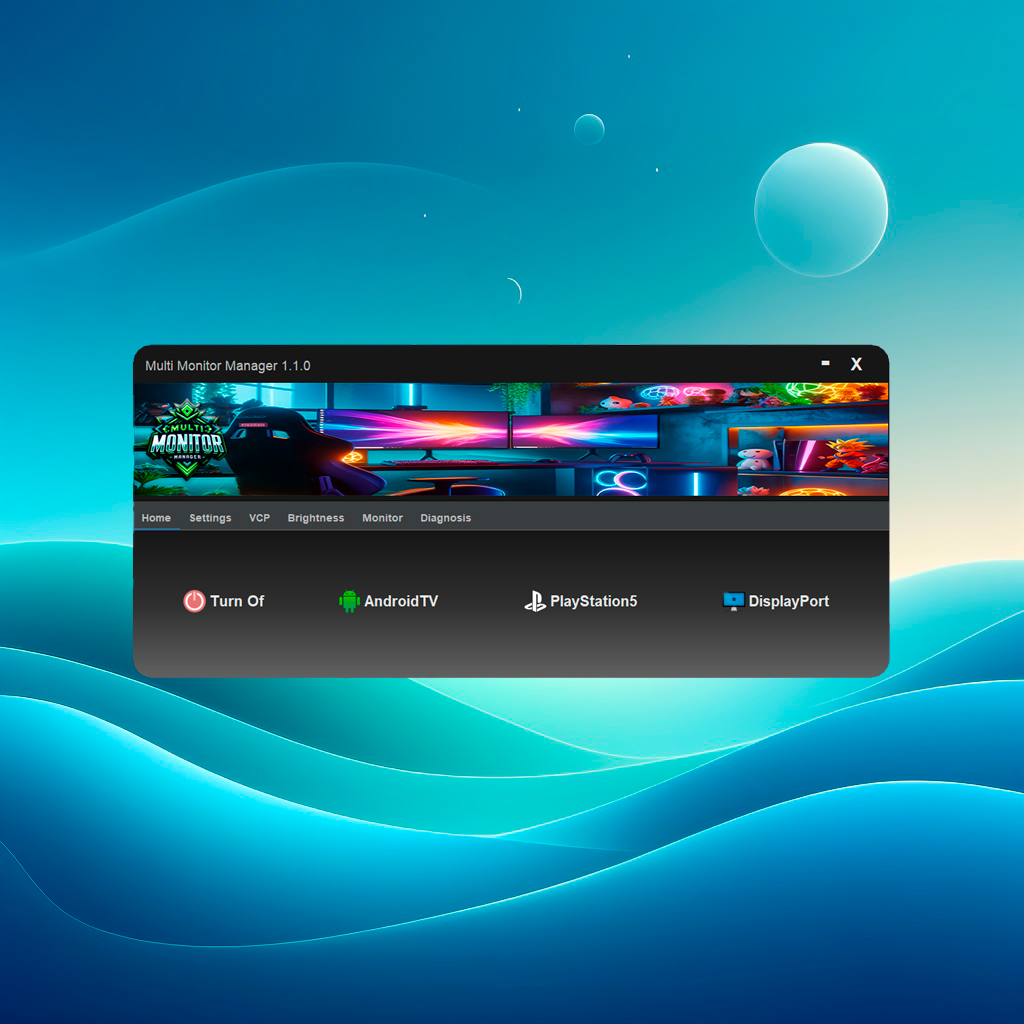 Multi Monitor Manager 1.1.0
X
MULTI
MONITOR
MANAGER
Home Settings VCP Brightness Monitor Diagnosis
Turn Of AndroidTV PlayStation5 DisplayPort